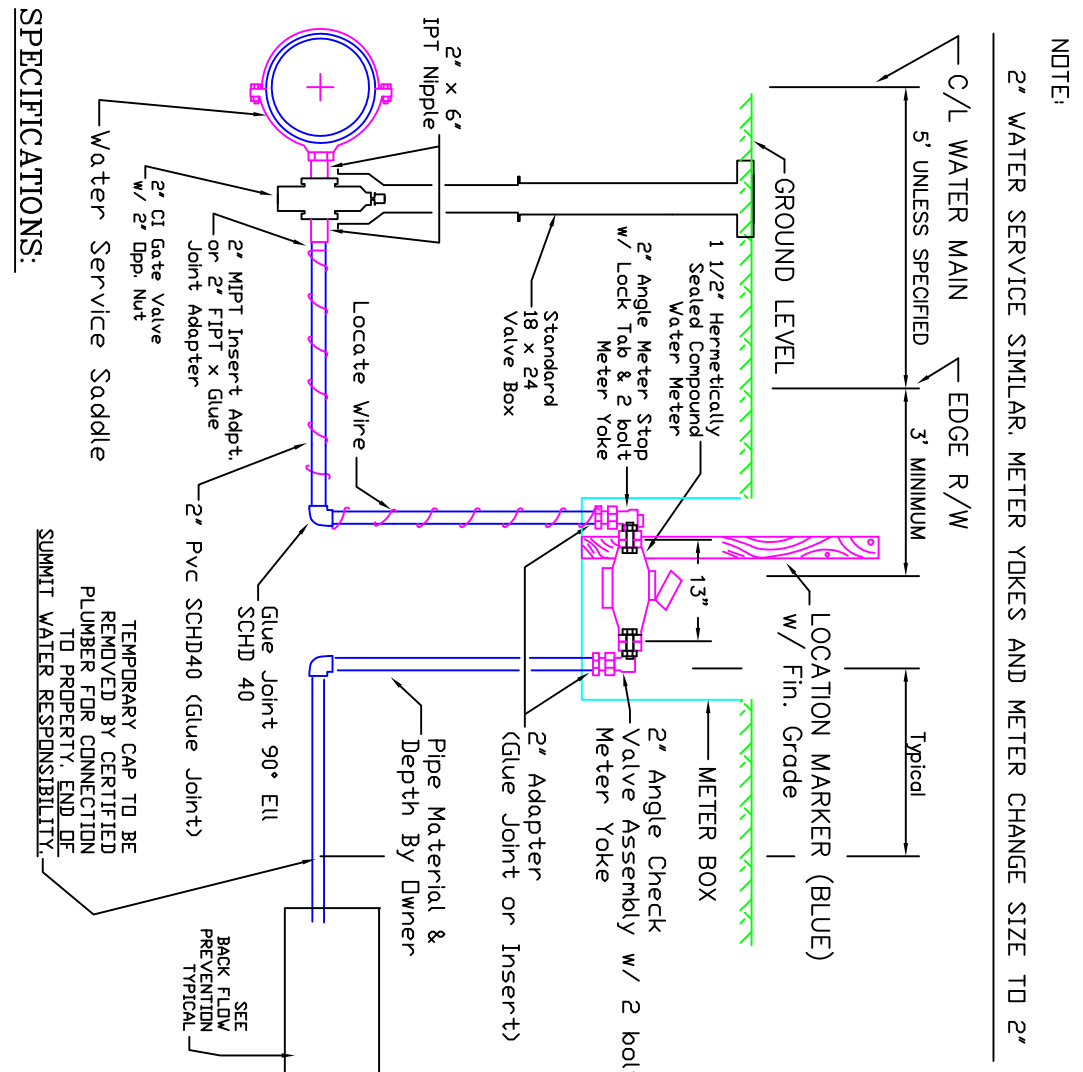 NOTE:
2" WATER SERVICE SIMILAR. METER YOKES AND METER CHANGE SIZE TO 2"
C/L WATER MAIN
EDGE R/W
5' UNLESS SPECIFIED
3' MINIMUM
Typical
GROUND LEVEL
LOCATION MARKER (BLUE)
w/ Fin. Grade
1 1/2" Hermetically
Sealed Compound
Water Meter
2" Angle Meter Stop
w/ Lock Tab & 2 bolt
Meter Yoke
13"
METER BOX
2" Angle Check
Valve Assembly w/ 2 bolt
Meter Yoke
Standard
18 x 24
Valve Box
2" Adapter
(Glue Joint or Insert)
2" x 6"
IPT Nipple
Locate Wire
Pipe Material &
Depth By Owner
2" MIPT Insert Adpt.
or 2" FIPT x Glue
Joint Adapter
Glue Joint 90° Ell
SCHD 40
2" CI Gate Valve
w/ 2" Opp. Nut
2" Pvc SCHD40 (Glue Joint)
SEE
BACK FLOW
PREVENTION
TYPICAL
Water Service Saddle
TEMPORARY CAP TO BE
REMOVED BY CERTIFIED
PLUMBER FOR CONNECTION
TO PROPERTY. END OF
SUMMIT WATER RESPONSIBILITY.
SPECIFICATIONS: